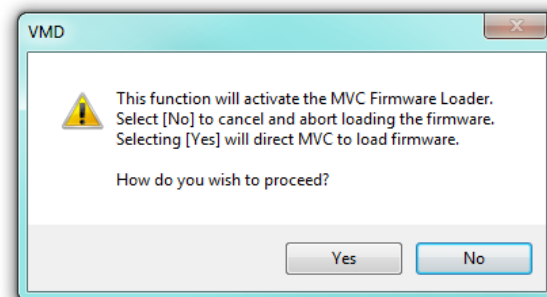 VMD
This function will activate the MVC Firmware Loader.
Select [No] to cancel and abort loading the firmware.
Selecting [Yes] will direct MVC to load firmware.
How do you wish to proceed?
Yes
No